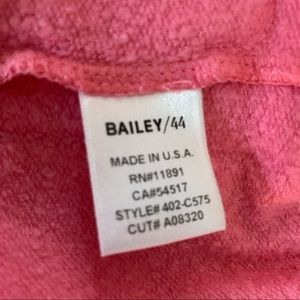 BAILEY/44
MADE IN U.S.A.
RN#11891
CA#54517
STYLE# 402-C575
CUT# A08320